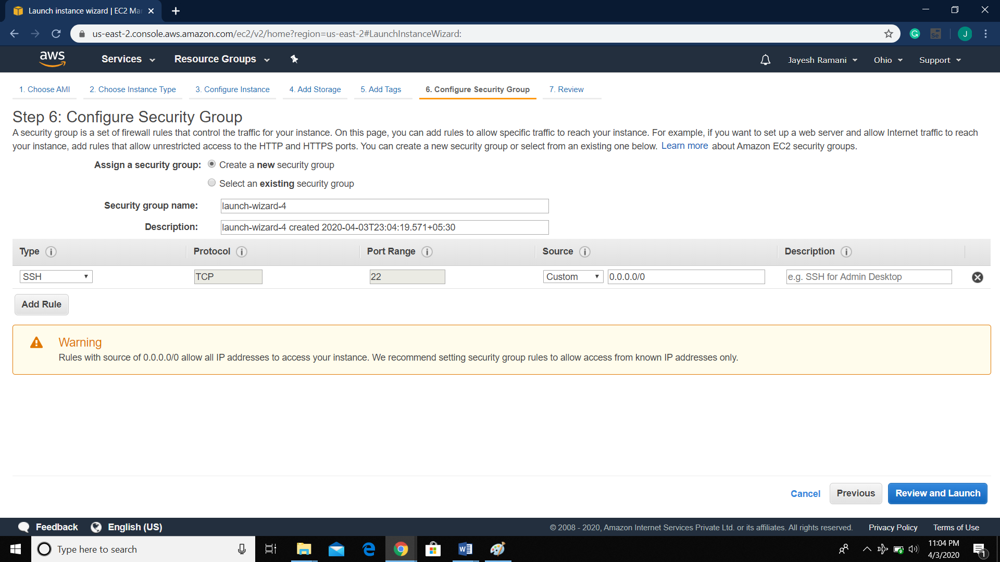 Launch instance wizard | EC2 Ma
us-east-2.console.aws.amazon.com/ec2/v2/home?region=us-east-2#LaunchInstanceWizard:
Se
J
aws Services Resource Groups Jayesh Ramani Ohio Support
1. Choose AMI 2. Choose Instance Type 3. Configure Instance 4. Add Storage 5. Add Tags 6. Configure Security Group 7. Review
Step 6: Configure Security Group
A security group is a set of firewall rules that control the traffic for your instance. On this page, you can add rules to allow specific traffic to reach your instance. For example, if you want to set up a web server and allow Internet traffic to reach
your instance, add rules that allow unrestricted access to the HTTP and HTTPS ports. You can create a new security group or select from an existing one below. Learn more about Amazon EC2 security groups.
Assign a security group: Create a new security group
Select an existing security group
Security group name: launch-wizard-4
Description: launch-wizard-4 created 2020-04-03T23:04:19.571+05:30
Type i Protocol i Port Range i Source i Description i
SSH TCP 22 Custom 0.0.0.0/0 e.g. SSH for Admin Desktop
Add Rule
Warning
Rules with source of 0.0.0.0/0 allow all IP addresses to access your instance. We recommend setting security group rules to allow access from known IP addresses only.
Cancel Previous Review and Launch
Feedback English (US) © 2008 - 2020, Amazon Internet Services Private Ltd. or its affiliates. All rights reserved. Privacy Policy Terms of Use
Type here to search
11:04 PM
4/3/2020
1